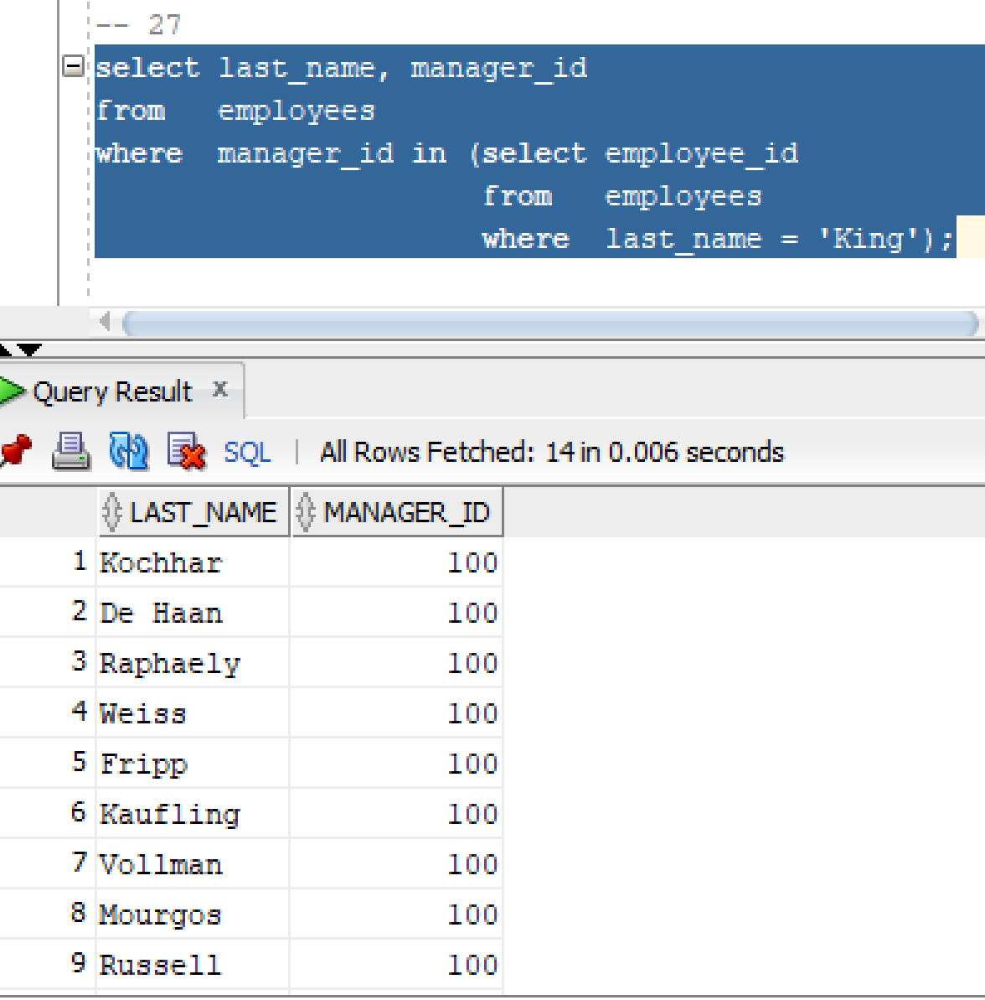 -- 27
select last_name, manager_id
from employees
where manager_id in (select employee_id
from employees
where last_name = 'King');
Query Result x
SQL | All Rows Fetched: 14 in 0.006 seconds
LAST_NAME MANAGER_ID
1 Kochhar 100
2 De Haan 100
3 Raphaely 100
4 Weiss 100
5 Fripp 100
6 Kaufling 100
7 Vollman 100
8 Mourgos 100
9 Russell 100